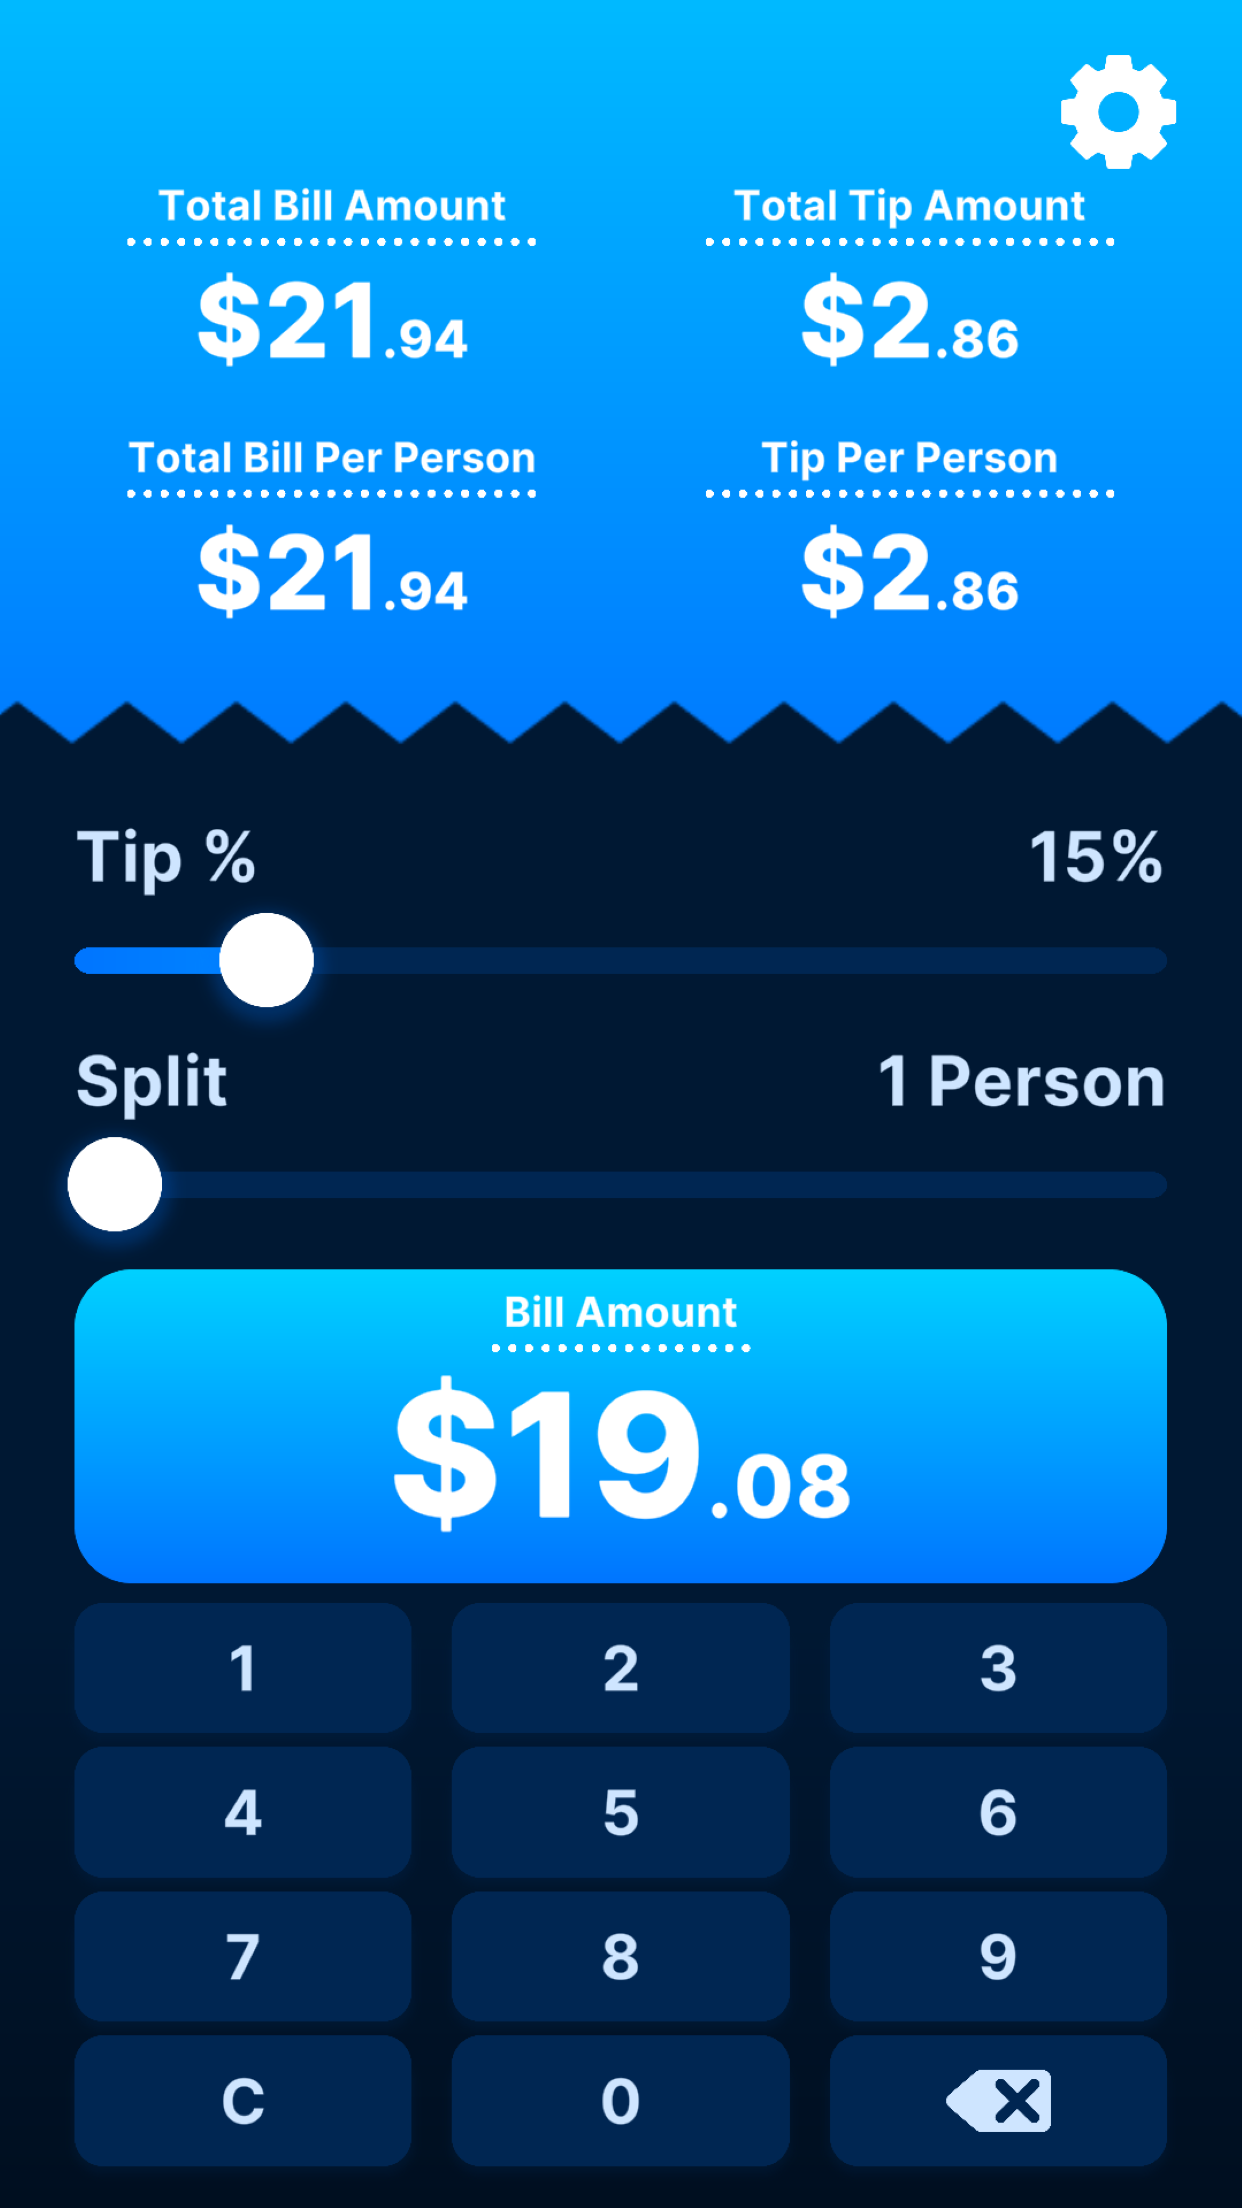 Total Bill Amount
$21.94
Total Tip Amount
$2.86
Total Bill Per Person
$21.94
Tip Per Person
$2.86
Tip % 15%
Split 1 Person
Bill Amount
$19.08
1 2 3
4 5 6
7 8 9
C 0